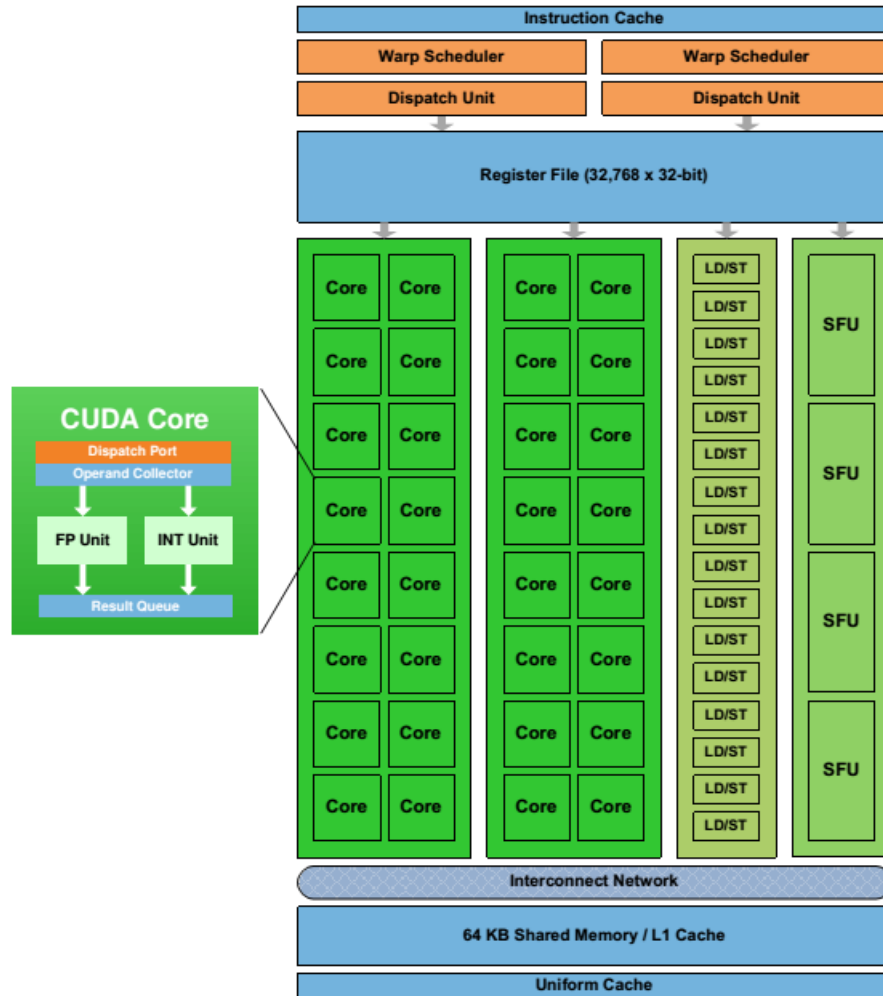 Instruction Cache
Warp Scheduler Warp Scheduler
Dispatch Unit Dispatch Unit
Register File (32,768 x 32-bit)
Core Core Core Core LD/ST
LD/ST
SFU
Core Core Core Core LD/ST
LD/ST
Core Core Core Core LD/ST
LD/ST
SFU
Core Core Core Core LD/ST
LD/ST
Core Core Core Core LD/ST
LD/ST
SFU
Core Core Core Core LD/ST
LD/ST
Core Core Core Core LD/ST
LD/ST
SFU
Core Core Core Core LD/ST
LD/ST
CUDA Core
Dispatch Port
Operand Collector
FP Unit INT Unit
Result Queue
Interconnect Network
64 KB Shared Memory / L1 Cache
Uniform Cache